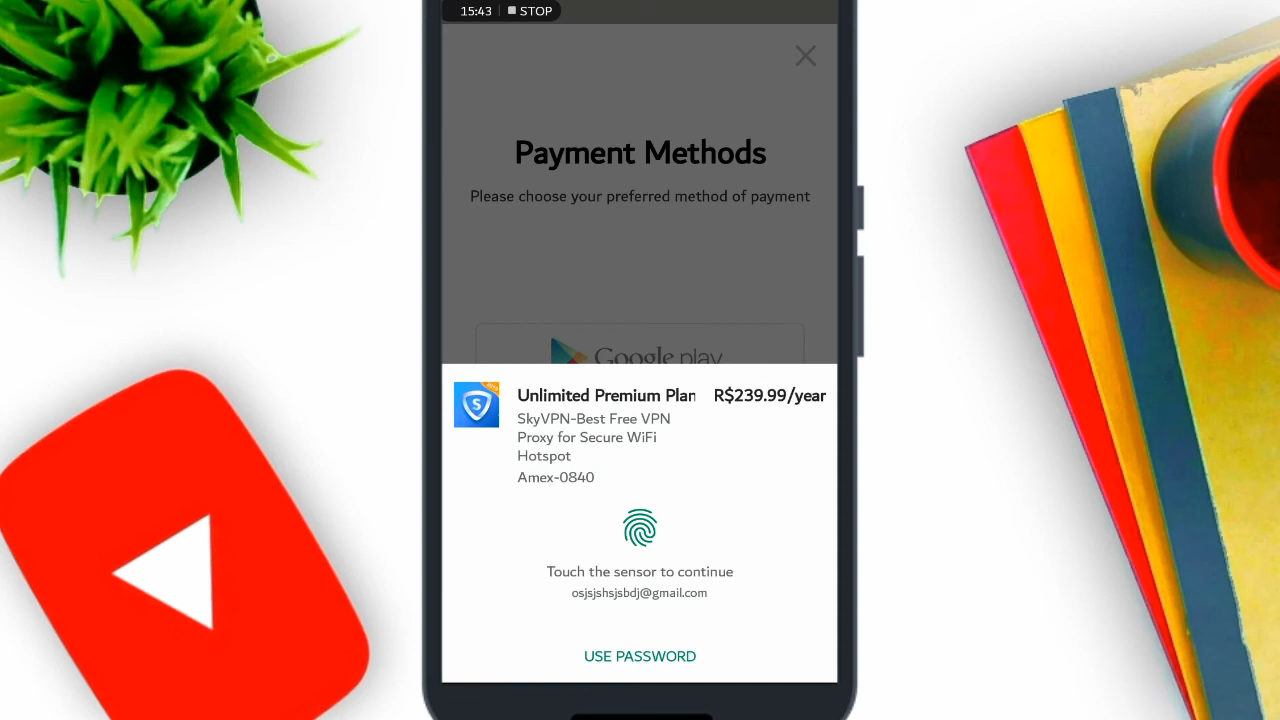 15:43 STOP
Payment Methods
Please choose your preferred method of payment
Google play
Unlimited Premium Plan R$239.99/year
SkyVPN-Best Free VPN
Proxy for Secure WiFi
Hotspot
Amex-0840
Touch the sensor to continue
osjsjshsjsbdj@gmail.com
USE PASSWORD